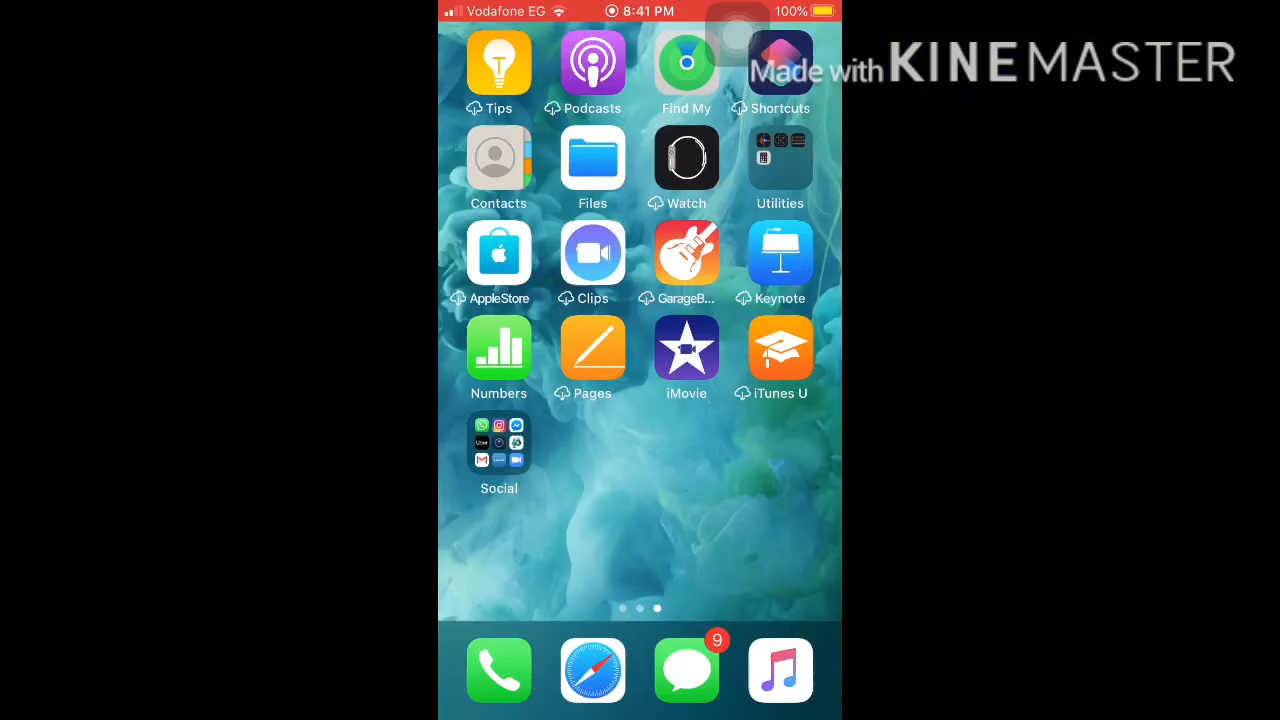 Vodafone EG 8:41 PM 100%
Made with KINEMASTER
Tips Podcasts Find My Shortcuts
Contacts Files Watch Utilities
AppleStore Clips GarageB... Keynote
Numbers Pages iMovie iTunes U
Uber
Social
9